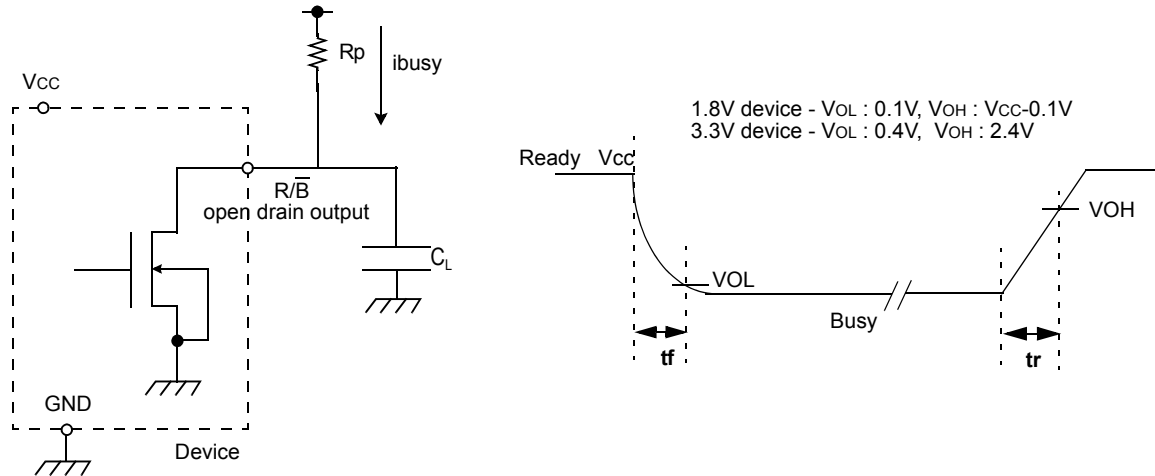 Rp
ibusy
VCC
R/B̅
open drain output
CL
GND
Device
1.8V device - VOL : 0.1V, VOH : VCC-0.1V
3.3V device - VOL : 0.4V, VOH : 2.4V
Ready Vcc
VOH
VOL
Busy
tf
tr